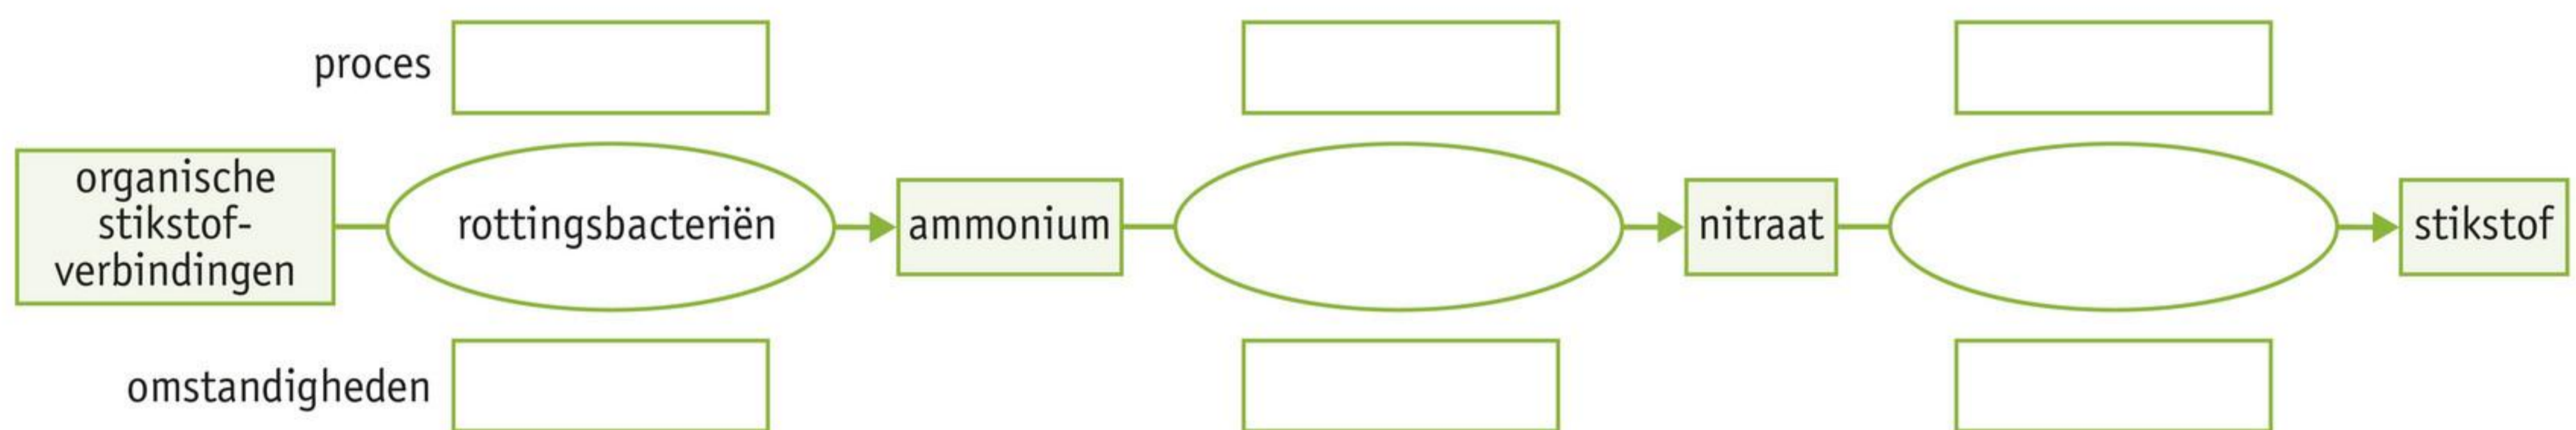 proces
organische
stikstof-
verbindingen
rottingsbacteriën
ammonium
nitraat
stikstof
omstandigheden